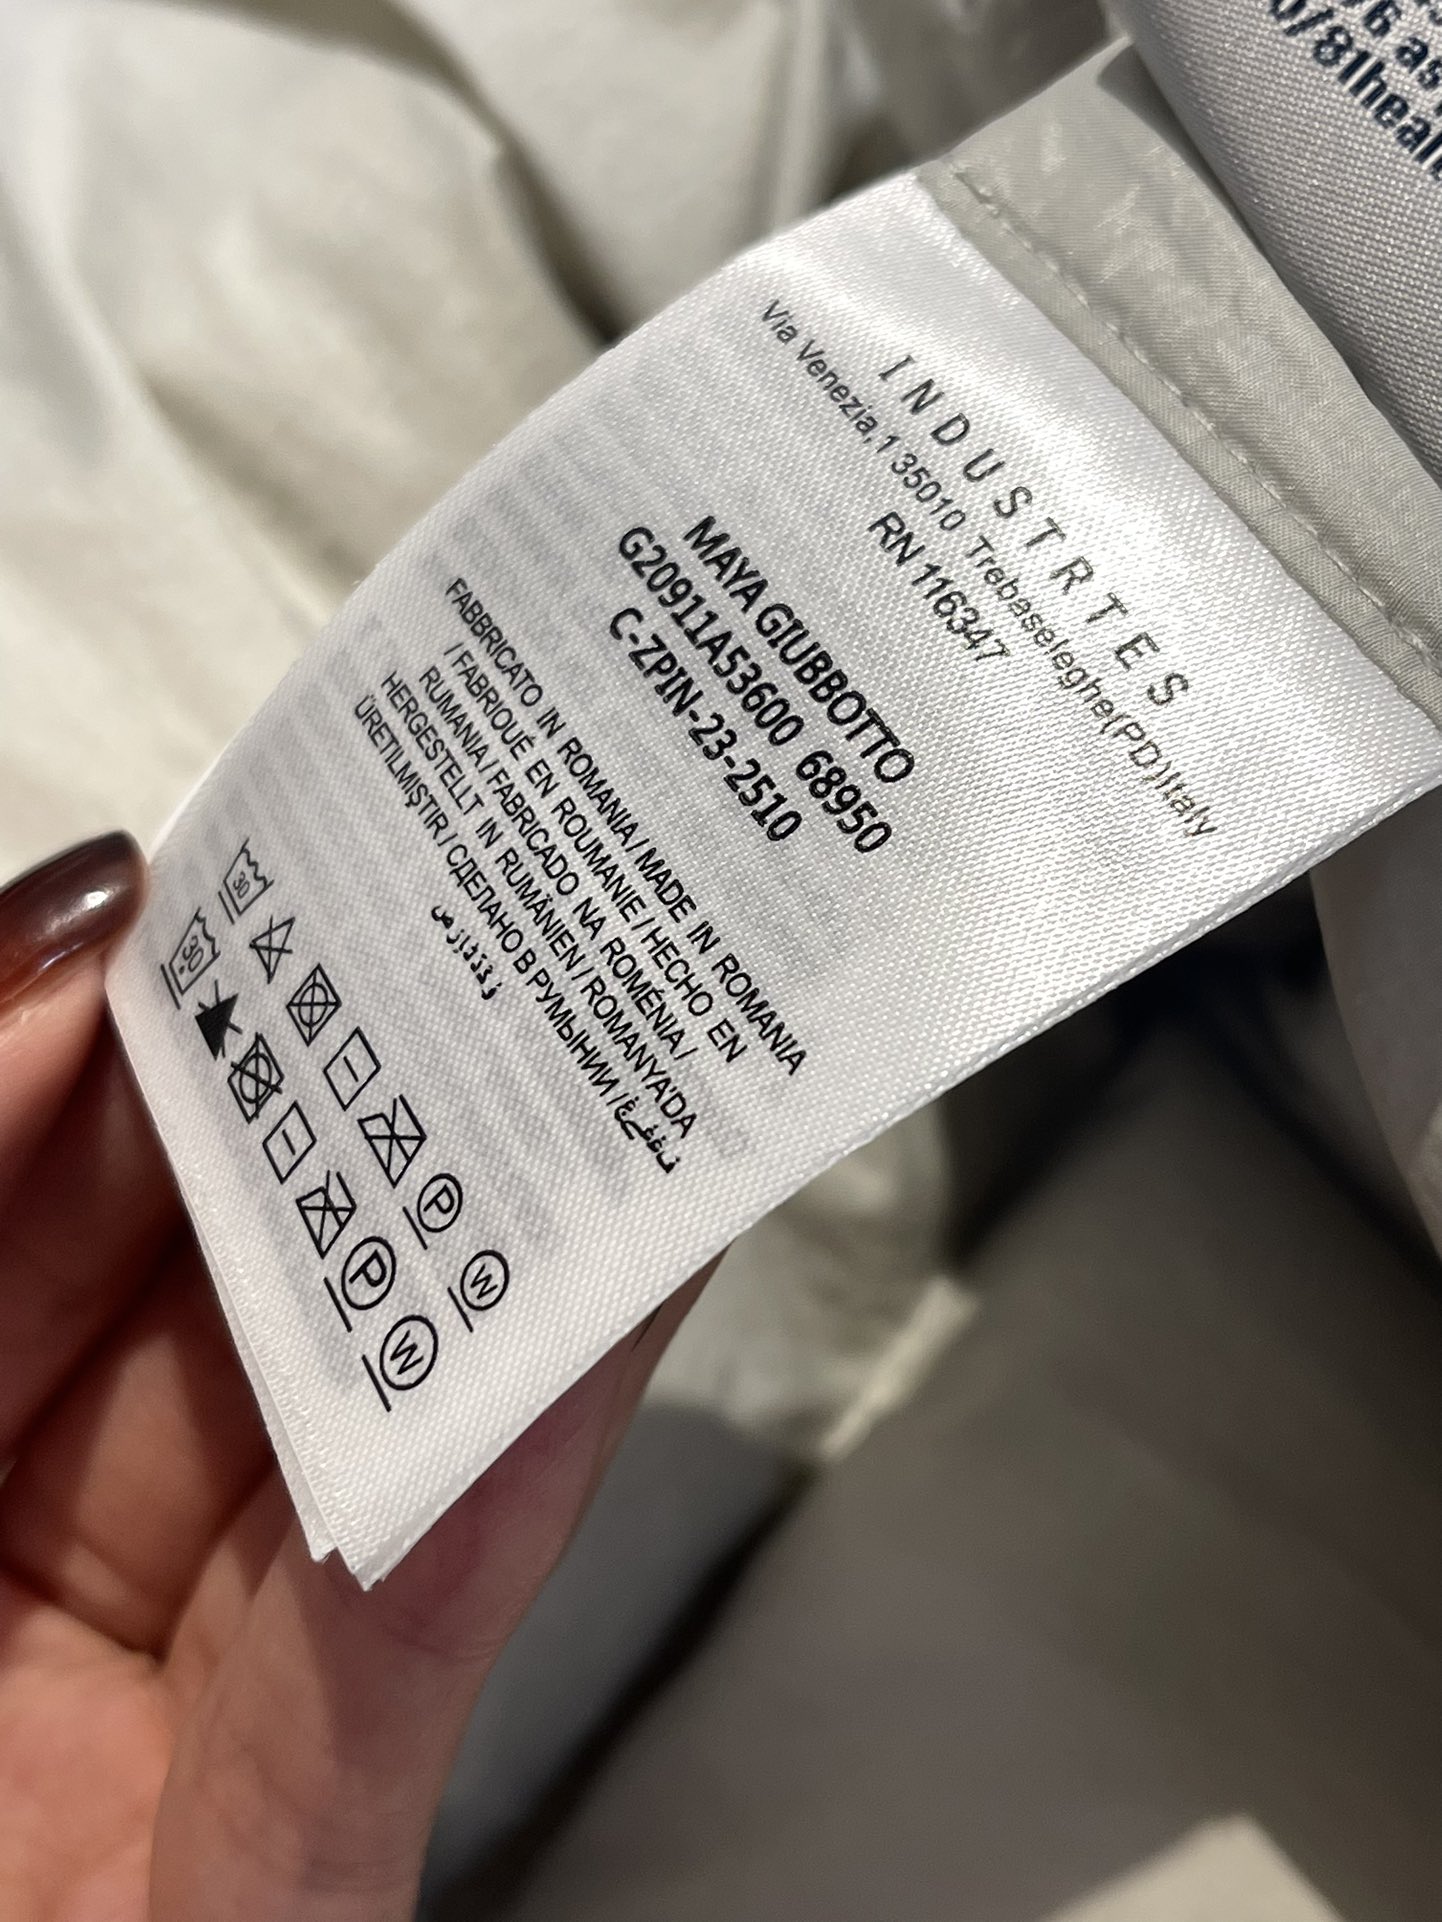 INDUSTRTES
Via Venezia,1 35010 Trebaseleghe(PD)Italy
RN 116347
MAYA GIUBBOTTO
G20911A53600 68950
C-ZPIN-23-2510
FABBRICATO IN ROMANIA / MADE IN ROMANIA
/ FABRIQUÉ EN ROUMANIE / HECHO EN
RUMANIA / FABRICADO NA ROMÉNIA /
HERGESTELLT IN RUMÄNIEN / ROMANYA'DA
ÜRETILMIŞTIR / СДЕЛАНО В РУМЫНИИ /
30
P
W
30
P
W